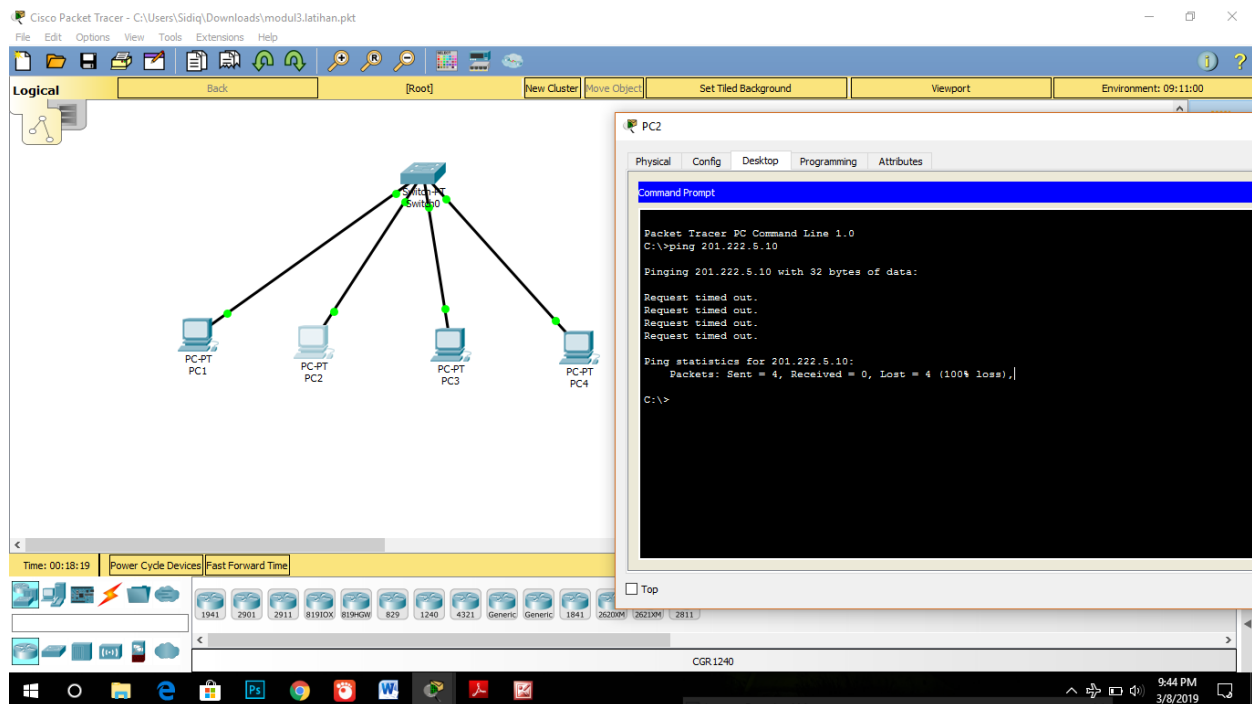 Cisco Packet Tracer - C:\Users\Sidiq\Downloads\modul3.latihan.pkt
File Edit Options View Tools Extensions Help
Logical Back [Root] New Cluster Move Object Set Tiled Background Viewport Environment: 09:11:00
Switch-PT
Switch0
PC-PT
PC1
PC-PT
PC2
PC-PT
PC3
PC-PT
PC4
PC2
Physical Config Desktop Programming Attributes
Command Prompt
Packet Tracer PC Command Line 1.0
C:\>ping 201.222.5.10
Pinging 201.222.5.10 with 32 bytes of data:
Request timed out.
Request timed out.
Request timed out.
Request timed out.
Ping statistics for 201.222.5.10:
Packets: Sent = 4, Received = 0, Lost = 4 (100% loss),
C:\>
Top
Time: 00:18:19 Power Cycle Devices Fast Forward Time
1941 2901 2911 819IOX 819HGW 829 1240 4321 Generic Generic 1841 2620XM 2621XM 2811
CGR1240
9:44 PM
3/8/2019